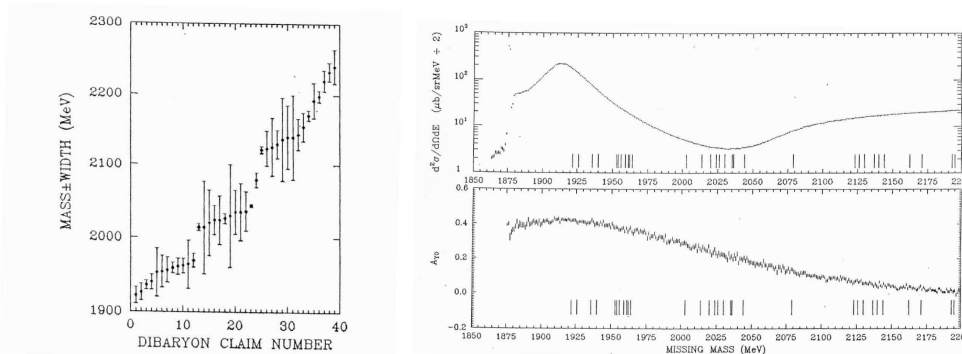 MASS±WIDTH (MeV)
2300
2200
2100
2000
1900
0 10 20 30 40
DIBARYON CLAIM NUMBER
d²σ/dΩdE (μb/srMeV ÷ 2)
10³
10²
10¹
1
1850 1875 1900 1925 1950 1975 2000 2025 2050 2075 2100 2125 2150 2175 220
A_Y0
0.6
0.4
0.2
0.0
-0.2
1850 1875 1900 1925 1950 1975 2000 2025 2050 2075 2100 2125 2150 2175 220
MISSING MASS (MeV)